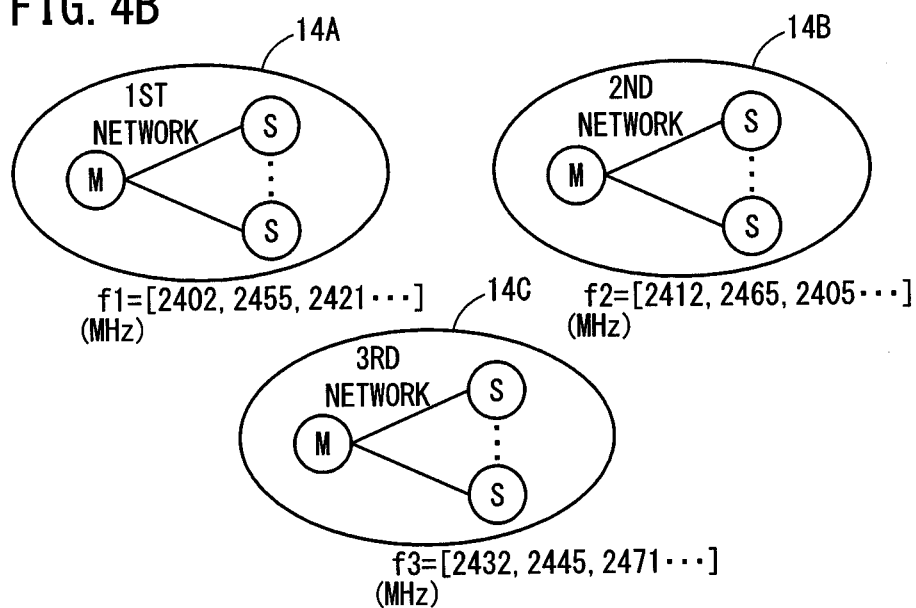 FIG. 4B
14A
1ST
NETWORK
M
S
S
f1=[2402, 2455, 2421···]
(MHz)
14B
2ND
NETWORK
M
S
S
f2=[2412, 2465, 2405···]
(MHz)
14C
3RD
NETWORK
M
S
S
f3=[2432, 2445, 2471···]
(MHz)